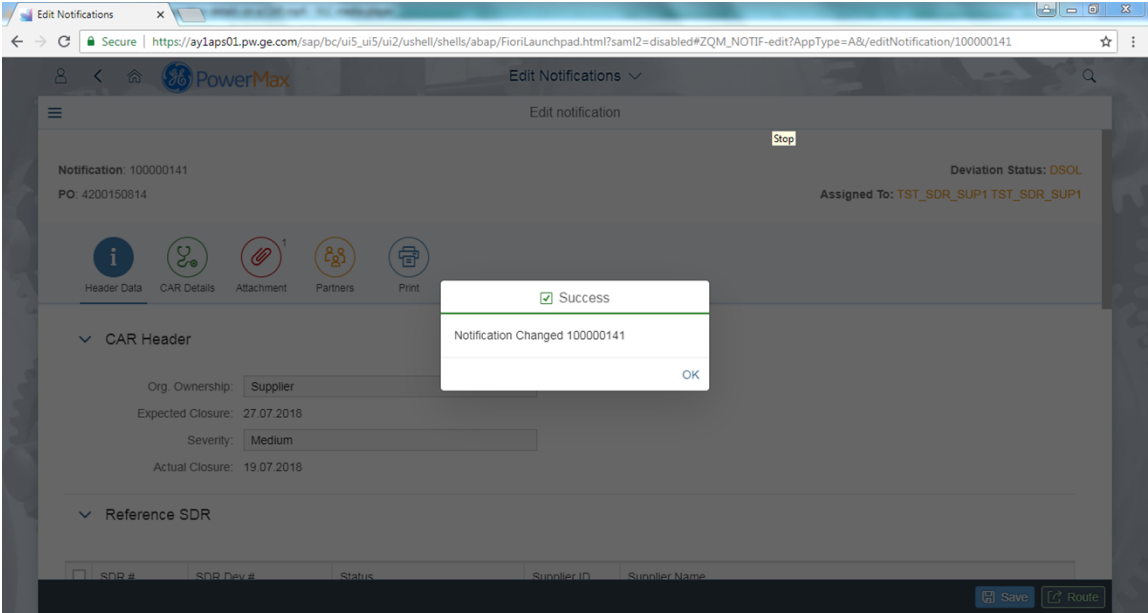 Edit Notifications
Secure | https://ay1aps01.pw.ge.com/sap/bc/ui5_ui5/ui2/ushell/shells/abap/FioriLaunchpad.html?saml2=disabled#ZQM_NOTIF-edit?AppType=A&/editNotification/100000141
PowerMax Edit Notifications
Edit notification
Stop
Notification: 100000141 Deviation Status: DSOL
PO: 4200150814 Assigned To: TST_SDR_SUP1 TST_SDR_SUP1
1
Header Data CAR Details Attachment Partners Print
Success
Notification Changed 100000141
OK
CAR Header
Org. Ownership: Supplier
Expected Closure: 27.07.2018
Severity: Medium
Actual Closure: 19.07.2018
Reference SDR
SDR # SDR Dev # Status Supplier ID Supplier Name
Save Route